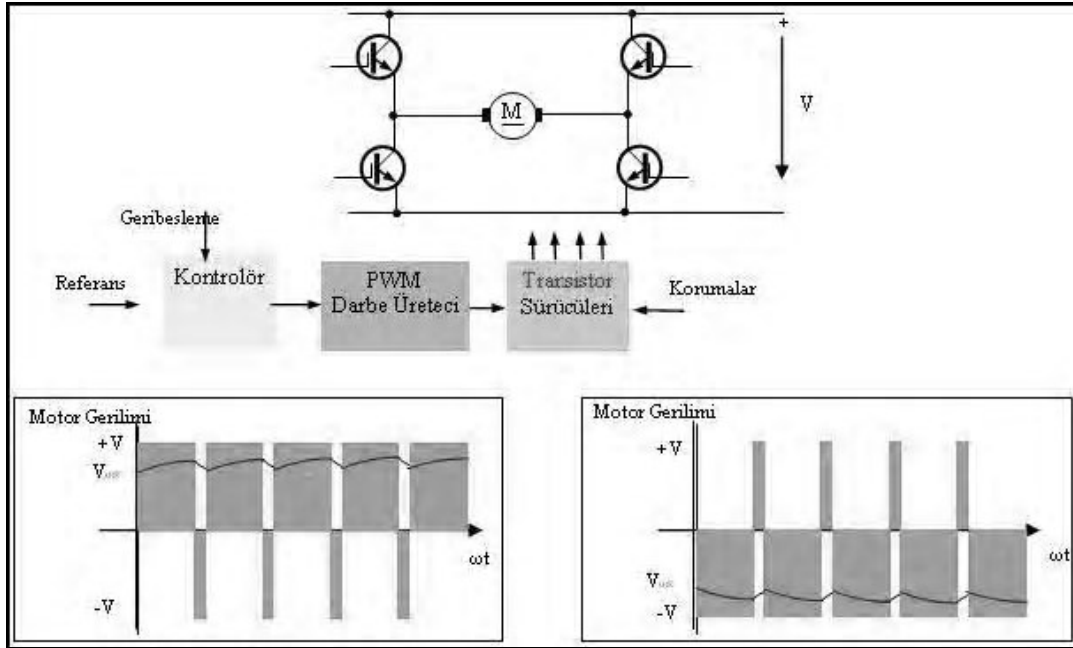 +
M
V
Geribesleme
Referans
Kontrolör
PWM
Darbe Üreteci
Transistor
Sürücüleri
Korumalar
Motor Gerilimi
+V
-V
ωt
Motor Gerilimi
+V
-V
ωt